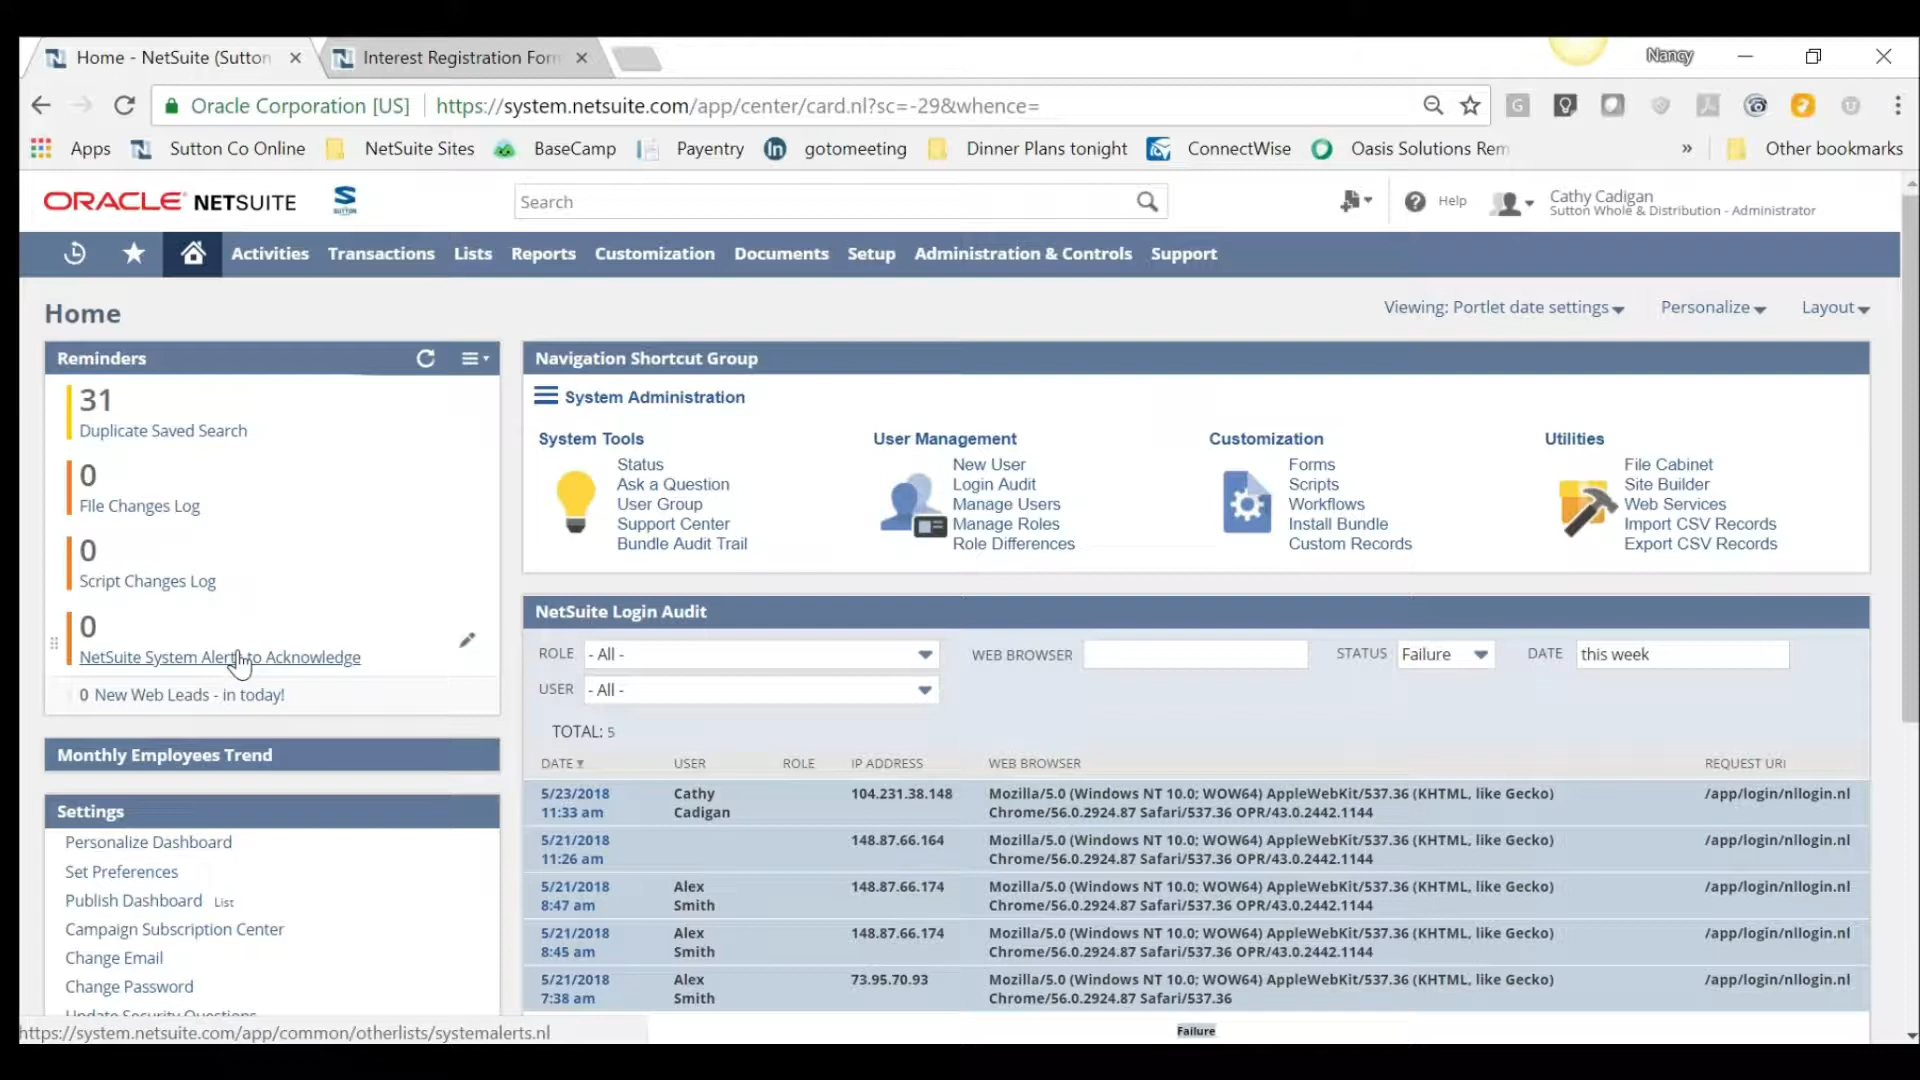 Home - NetSuite (Sutton
Interest Registration Form
Nancy
Oracle Corporation [US]
https://system.netsuite.com/app/center/card.nl?sc=-29&whence=
Apps
Sutton Co Online
NetSuite Sites
BaseCamp
Payentry
gotomeeting
Dinner Plans tonight
ConnectWise
Oasis Solutions Rem
»
Other bookmarks
ORACLE NETSUITE
SUTTON
Search
Help
Cathy Cadigan
Sutton Whole & Distribution - Administrator
Activities
Transactions
Lists
Reports
Customization
Documents
Setup
Administration & Controls
Support
Home
Viewing: Portlet date settings
Personalize
Layout
Reminders
31
Duplicate Saved Search
0
File Changes Log
0
Script Changes Log
0
NetSuite System Alert to Acknowledge
0 New Web Leads - in today!
Monthly Employees Trend
Settings
Personalize Dashboard
Set Preferences
Publish Dashboard List
Campaign Subscription Center
Change Email
Change Password
Update Security Questions
https://system.netsuite.com/app/common/otherlists/systemalerts.nl
Navigation Shortcut Group
System Administration
System Tools
Status
Ask a Question
User Group
Support Center
Bundle Audit Trail
User Management
New User
Login Audit
Manage Users
Manage Roles
Role Differences
Customization
Forms
Scripts
Workflows
Install Bundle
Custom Records
Utilities
File Cabinet
Site Builder
Web Services
Import CSV Records
Export CSV Records
NetSuite Login Audit
ROLE - All -
WEB BROWSER
STATUS Failure
DATE this week
USER - All -
TOTAL: 5
DATE USER ROLE IP ADDRESS WEB BROWSER REQUEST URI
5/23/2018 Cathy 104.231.38.148 Mozilla/5.0 (Windows NT 10.0; WOW64) AppleWebKit/537.36 (KHTML, like Gecko) /app/login/nllogin.nl
11:33 am Cadigan Chrome/56.0.2924.87 Safari/537.36 OPR/43.0.2442.1144
5/21/2018 148.87.66.164 Mozilla/5.0 (Windows NT 10.0; WOW64) AppleWebKit/537.36 (KHTML, like Gecko) /app/login/nllogin.nl
11:26 am Chrome/56.0.2924.87 Safari/537.36 OPR/43.0.2442.1144
5/21/2018 Alex 148.87.66.174 Mozilla/5.0 (Windows NT 10.0; WOW64) AppleWebKit/537.36 (KHTML, like Gecko) /app/login/nllogin.nl
8:47 am Smith Chrome/56.0.2924.87 Safari/537.36 OPR/43.0.2442.1144
5/21/2018 Alex 148.87.66.174 Mozilla/5.0 (Windows NT 10.0; WOW64) AppleWebKit/537.36 (KHTML, like Gecko) /app/login/nllogin.nl
8:45 am Smith Chrome/56.0.2924.87 Safari/537.36 OPR/43.0.2442.1144
5/21/2018 Alex 73.95.70.93 Mozilla/5.0 (Windows NT 10.0; WOW64) AppleWebKit/537.36 (KHTML, like Gecko) /app/login/nllogin.nl
7:38 am Smith Chrome/56.0.2924.87 Safari/537.36
Failure